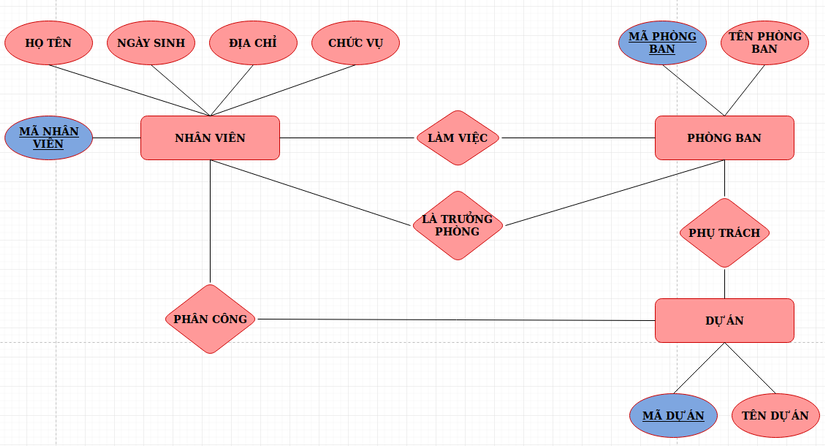 HỌ TÊN
NGÀY SINH
ĐỊA CHỈ
CHỨC VỤ
MÃ PHÒNG
BAN
TÊN PHÒNG
BAN
MÃ NHÂN
VIÊN
NHÂN VIÊN
LÀM VIỆC
PHÒNG BAN
LÀ TRƯỞNG
PHÒNG
PHỤ TRÁCH
PHÂN CÔNG
DỰ ÁN
MÃ DỰ ÁN
TÊN DỰ ÁN